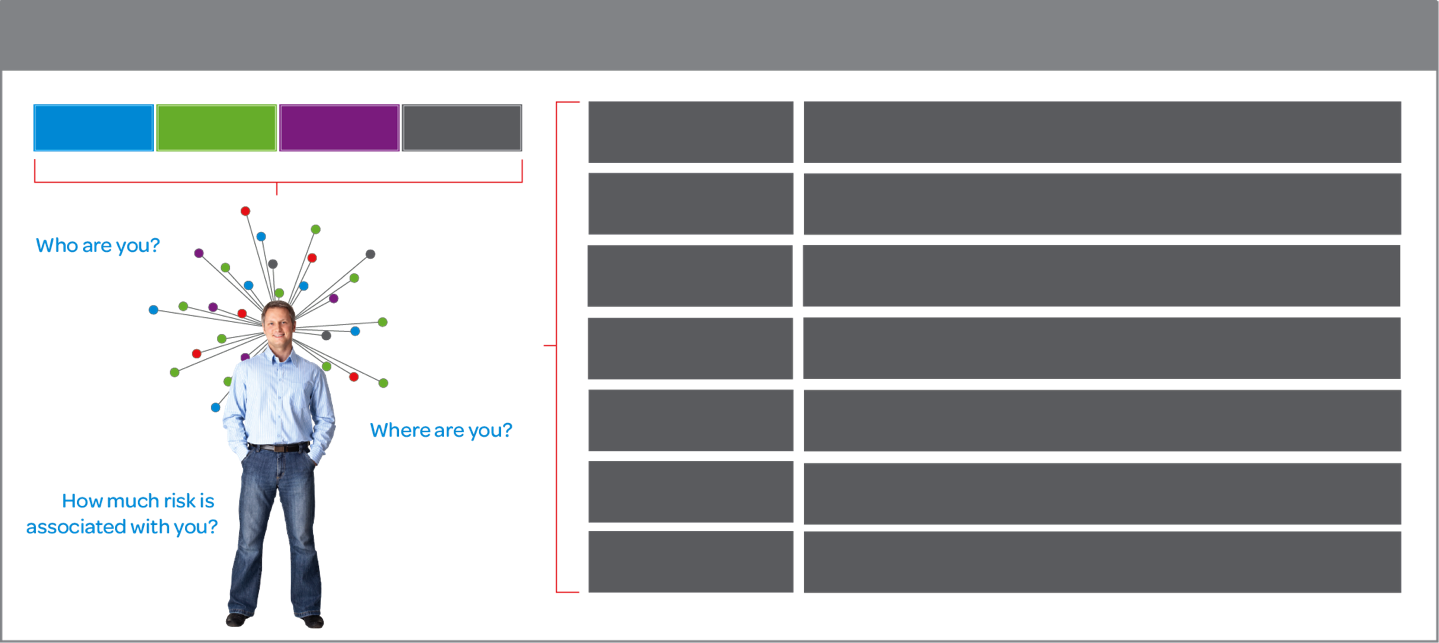 Who are you?
Where are you?
How much risk is
associated with you?